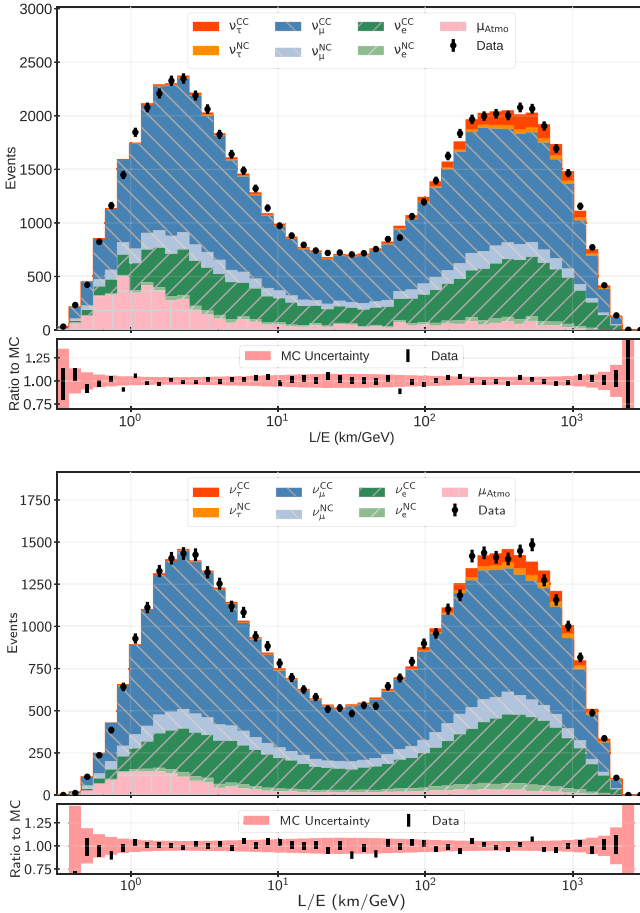 3000
2500
2000
1500
1000
500
0
Events
ν_τ^CC ν_μ^CC ν_e^CC μ_Atmo
ν_τ^NC ν_μ^NC ν_e^NC Data
1.25
1.00
0.75
Ratio to MC
MC Uncertainty Data
10^0 10^1 10^2 10^3
L/E (km/GeV)
1750
1500
1250
1000
750
500
250
0
Events
ν_τ^CC ν_μ^CC ν_e^CC μ_Atmo
ν_τ^NC ν_μ^NC ν_e^NC Data
1.25
1.00
0.75
Ratio to MC
MC Uncertainty Data
10^0 10^1 10^2 10^3
L/E (km/GeV)